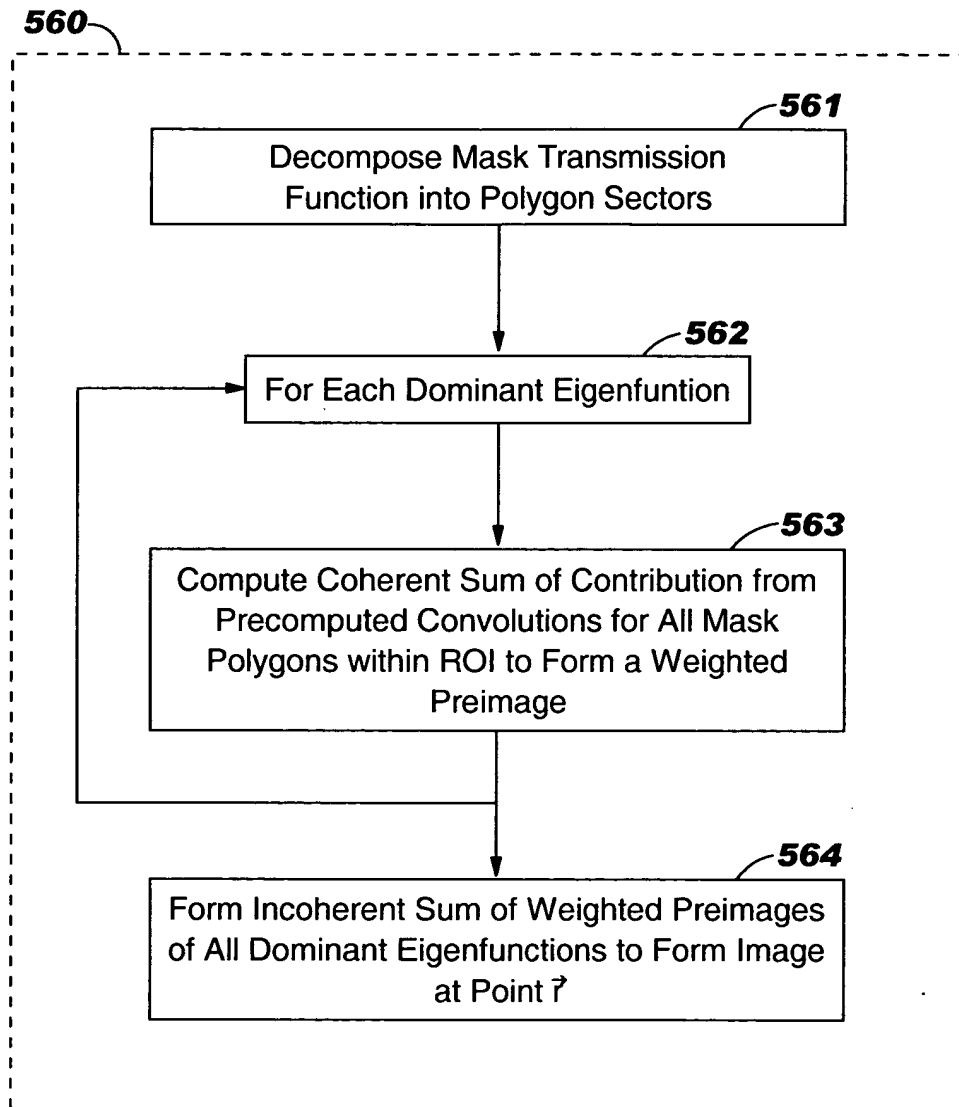 560
561
Decompose Mask Transmission
Function into Polygon Sectors
562
For Each Dominant Eigenfuntion
563
Compute Coherent Sum of Contribution from
Precomputed Convolutions for All Mask
Polygons within ROI to Form a Weighted
Preimage
564
Form Incoherent Sum of Weighted Preimages
of All Dominant Eigenfunctions to Form Image
at Point r⃗